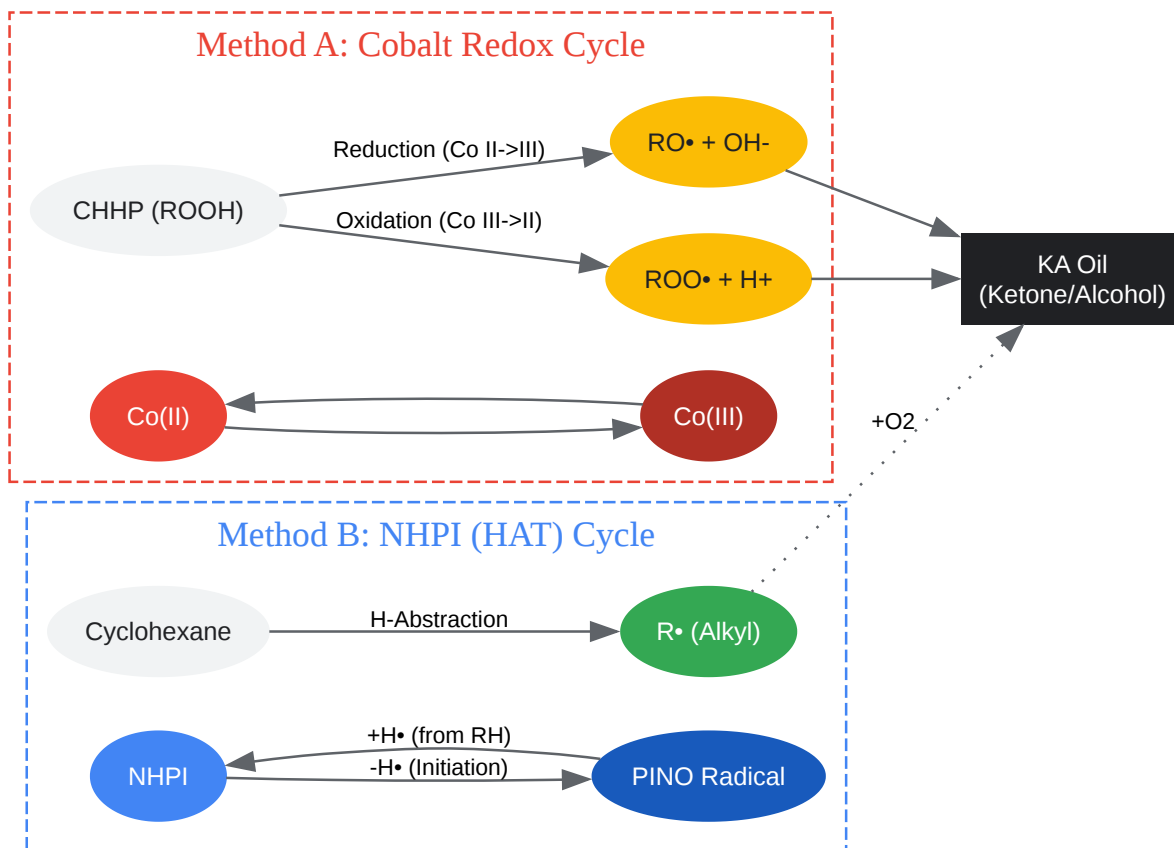 Method A: Cobalt Redox Cycle
Reduction (Co II->III)
RO• + OH-
CHHP (ROOH)
Oxidation (Co III->II)
ROO• + H+
KA Oil
(Ketone/Alcohol)
Co(II)
Co(III)
+O2
Method B: NHPI (HAT) Cycle
Cyclohexane
H-Abstraction
R• (Alkyl)
+H• (from RH)
NHPI
-H• (Initiation)
PINO Radical